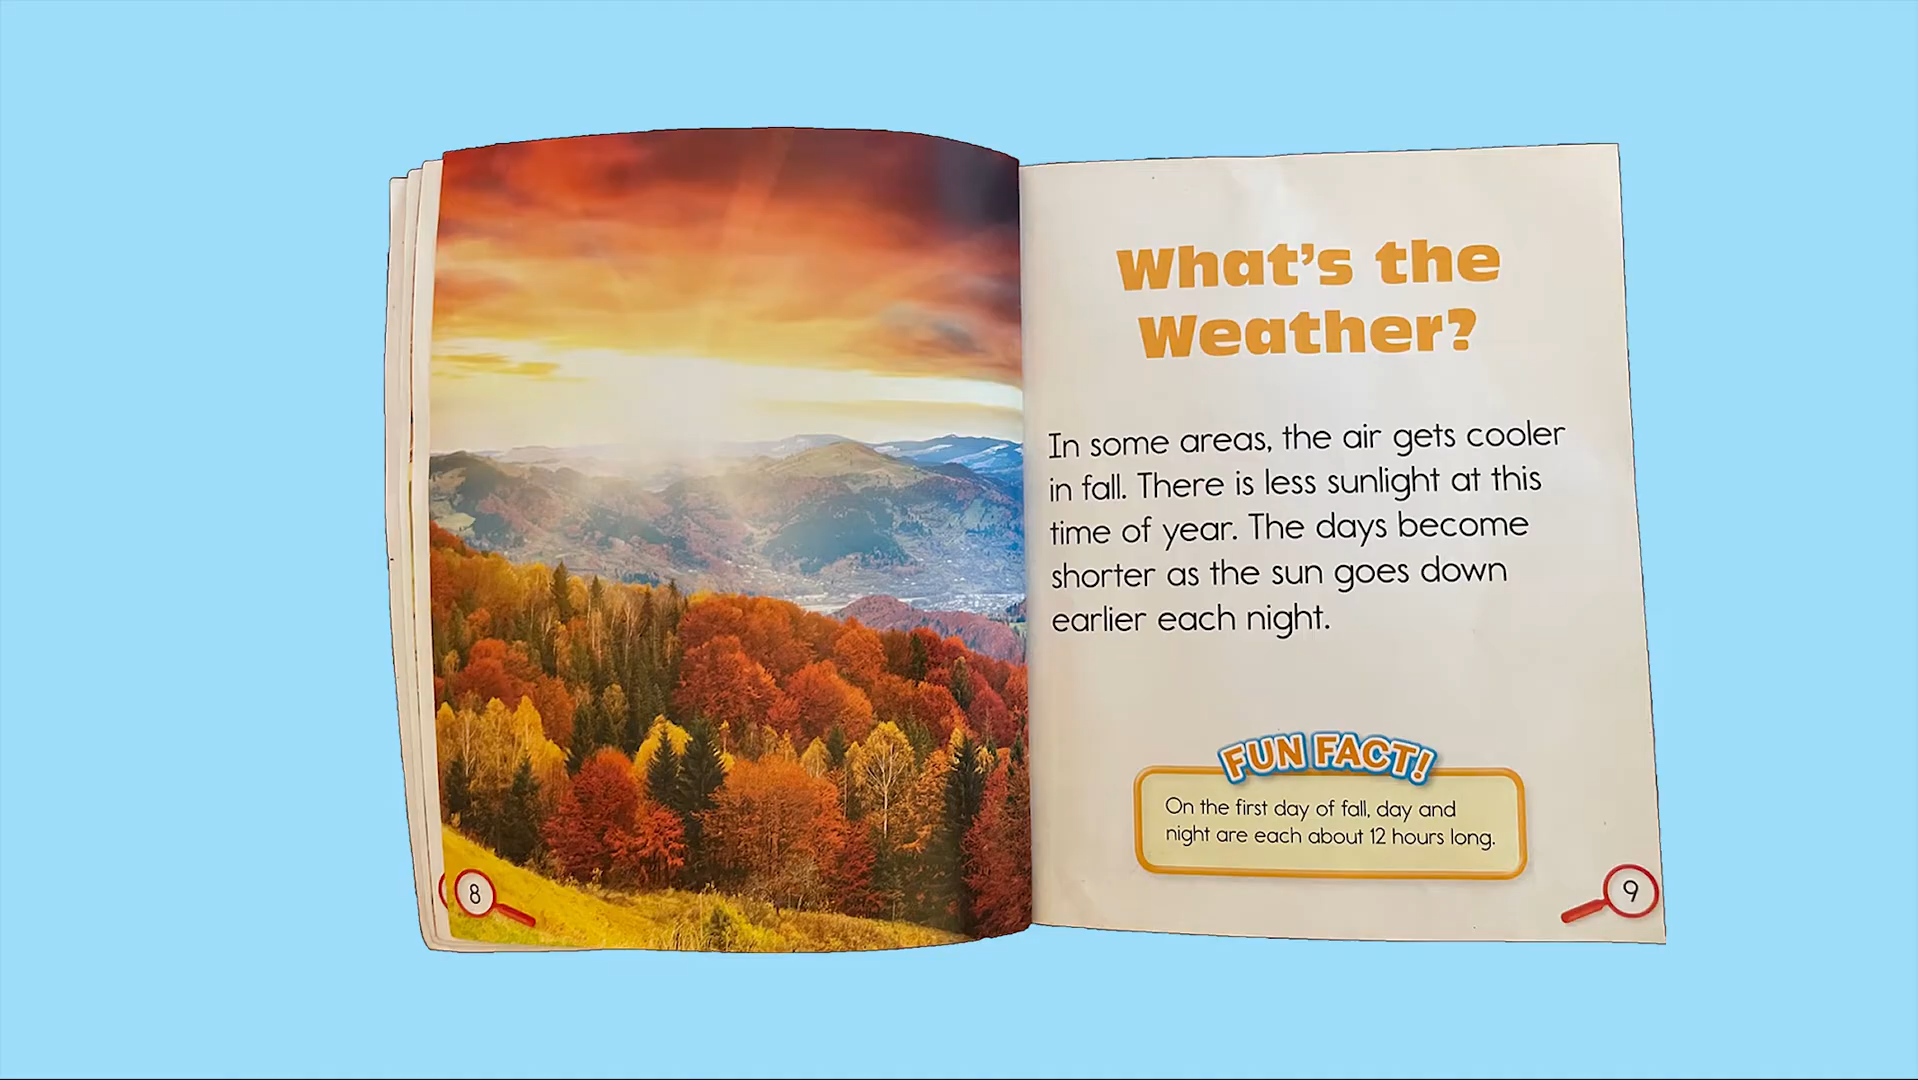 What's the
Weather?
In some areas, the air gets cooler
in fall. There is less sunlight at this
time of year. The days become
shorter as the sun goes down
earlier each night.
FUN FACT!
On the first day of fall, day and
night are each about 12 hours long.
8
9